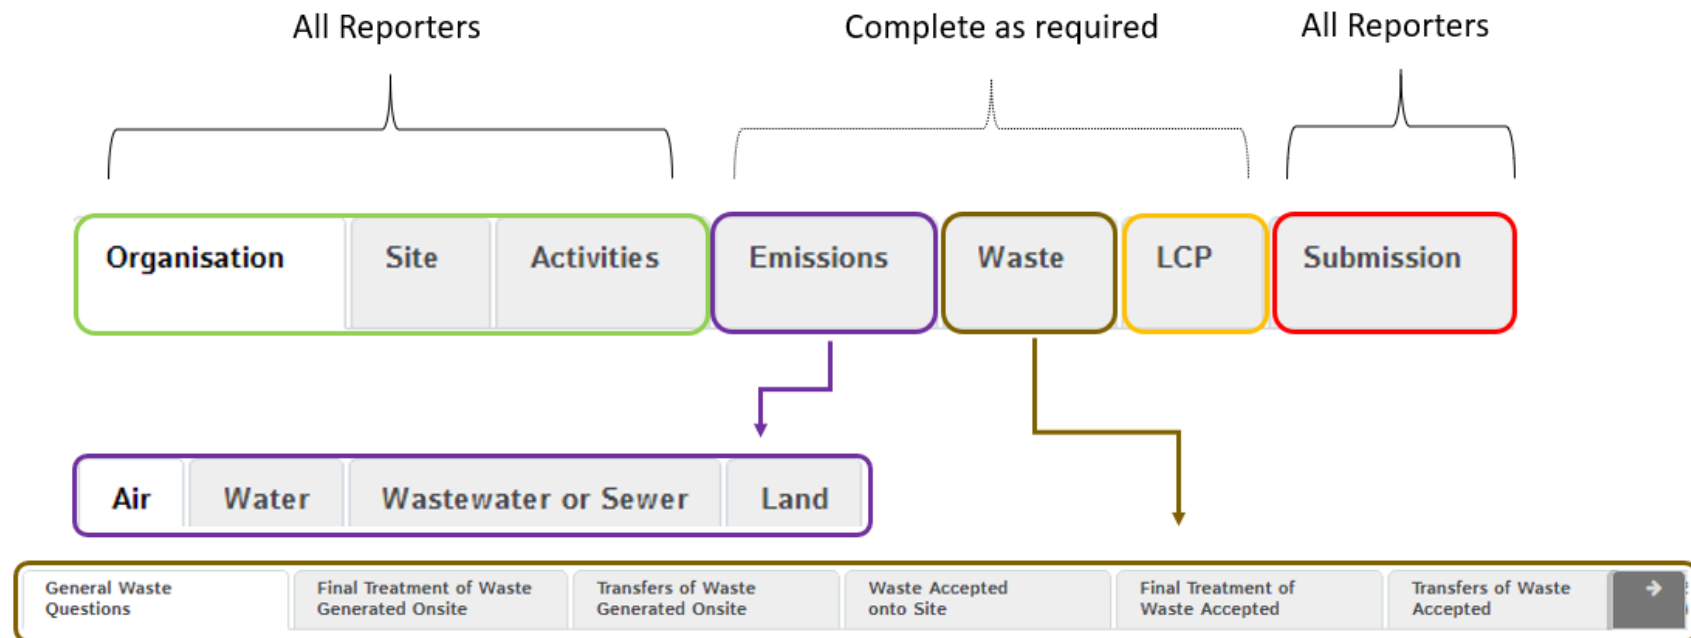 All Reporters
Complete as required
All Reporters
Organisation
Site
Activities
Emissions
Waste
LCP
Submission
Air
Water
Wastewater or Sewer
Land
General Waste
Questions
Final Treatment of Waste
Generated Onsite
Transfers of Waste
Generated Onsite
Waste Accepted
onto Site
Final Treatment of
Waste Accepted
Transfers of Waste
Accepted